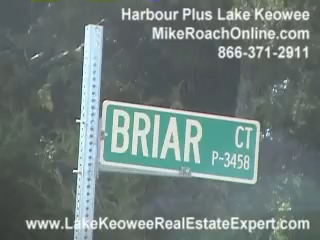 Harbour Plus Lake Keowee
MikeRoachOnline.com
866-371-2911
BRIAR CT
P-3458
www.LakeKeoweeRealEstateExpert.com